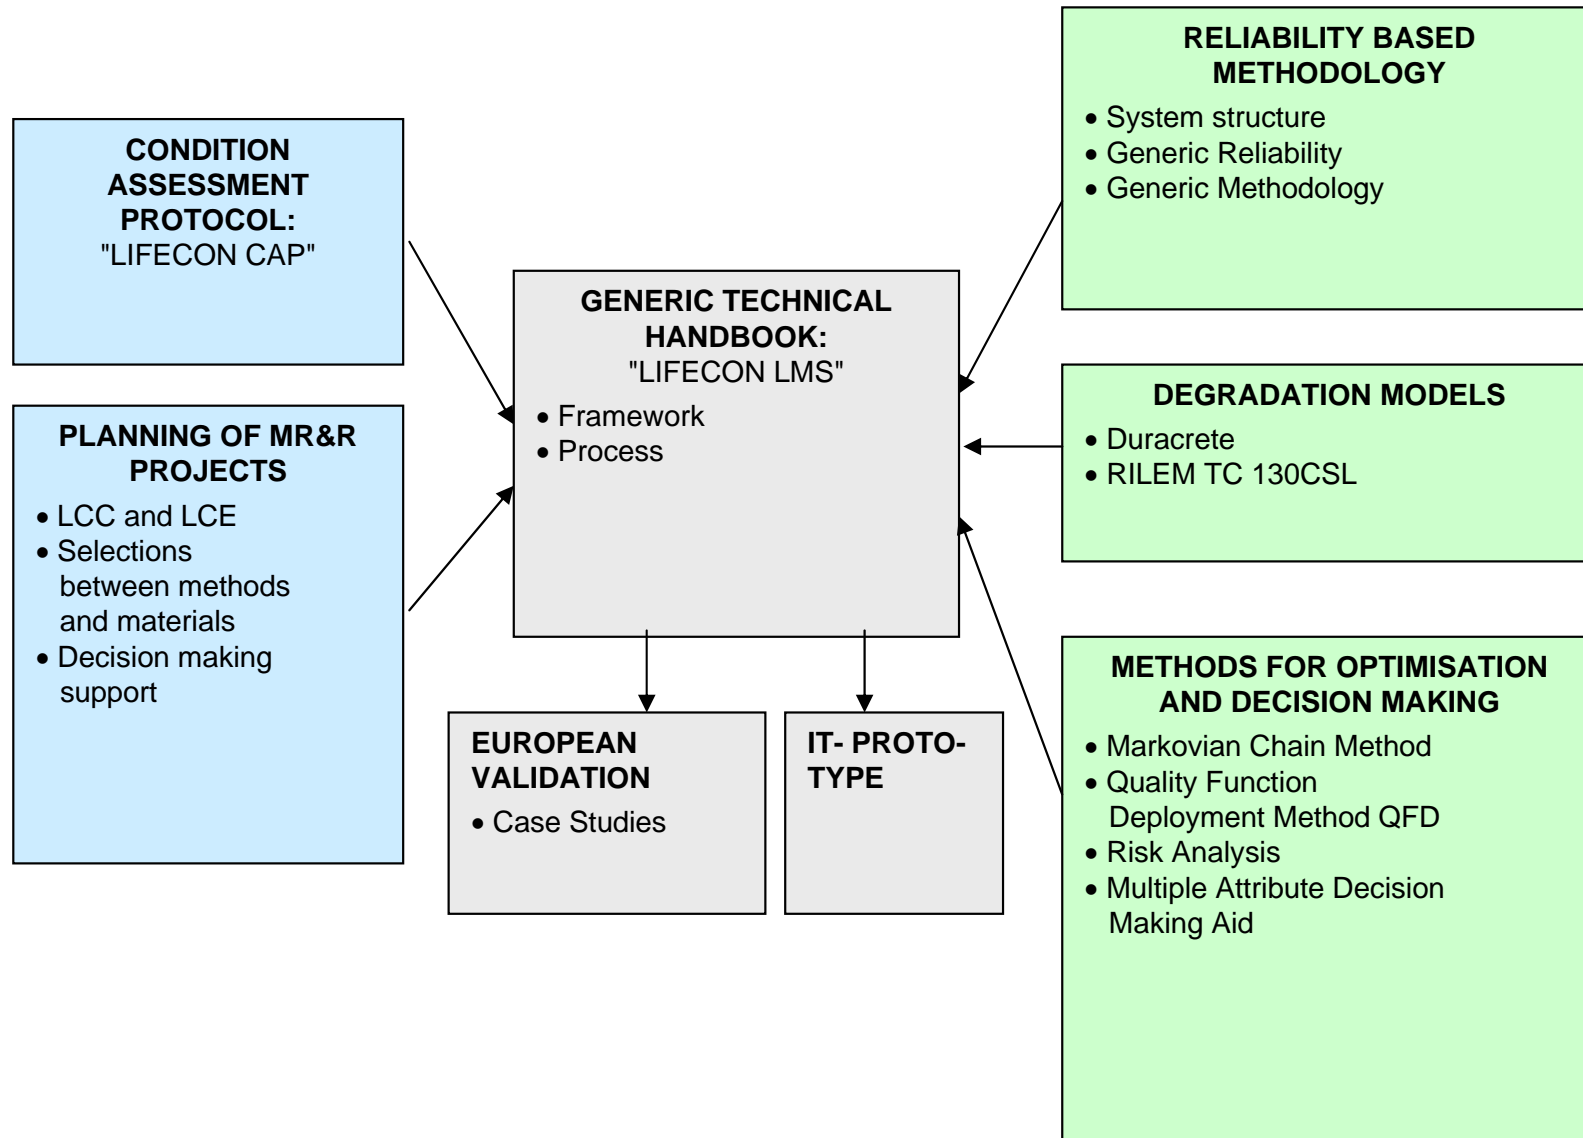 CONDITION
ASSESSMENT
PROTOCOL:
"LIFECON CAP"
PLANNING OF MR&R
PROJECTS
• LCC and LCE
• Selections
between methods
and materials
• Decision making
support
GENERIC TECHNICAL
HANDBOOK:
"LIFECON LMS"
• Framework
• Process
EUROPEAN
VALIDATION
• Case Studies
IT- PROTO-
TYPE
RELIABILITY BASED
METHODOLOGY
• System structure
• Generic Reliability
• Generic Methodology
DEGRADATION MODELS
• Duracrete
• RILEM TC 130CSL
METHODS FOR OPTIMISATION
AND DECISION MAKING
• Markovian Chain Method
• Quality Function
Deployment Method QFD
• Risk Analysis
• Multiple Attribute Decision
Making Aid